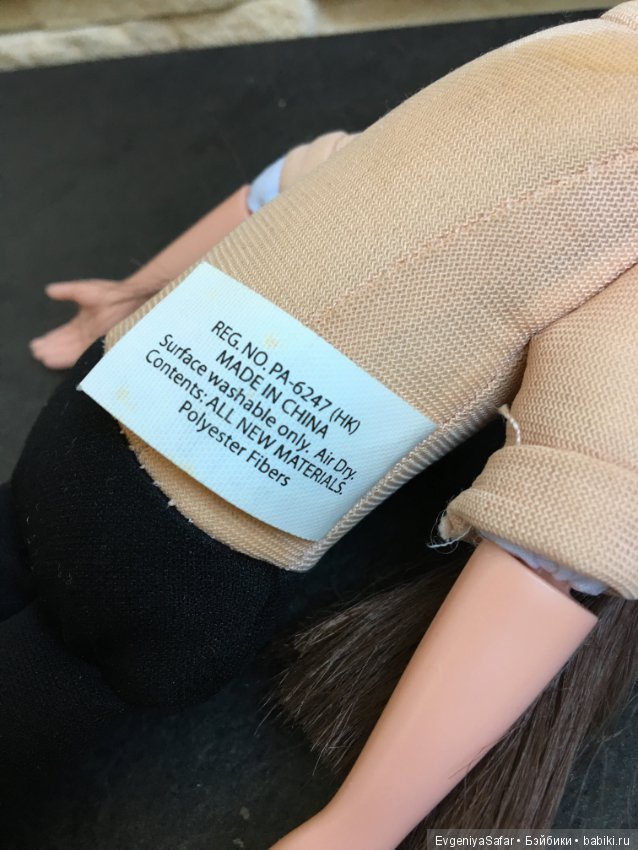 REG. NO. PA-6247 (HK)
MADE IN CHINA
Surface washable only. Air Dry.
Contents: ALL NEW MATERIALS.
Polyester Fibers
EvgeniyaSafar • Бэйбики • babiki.ru